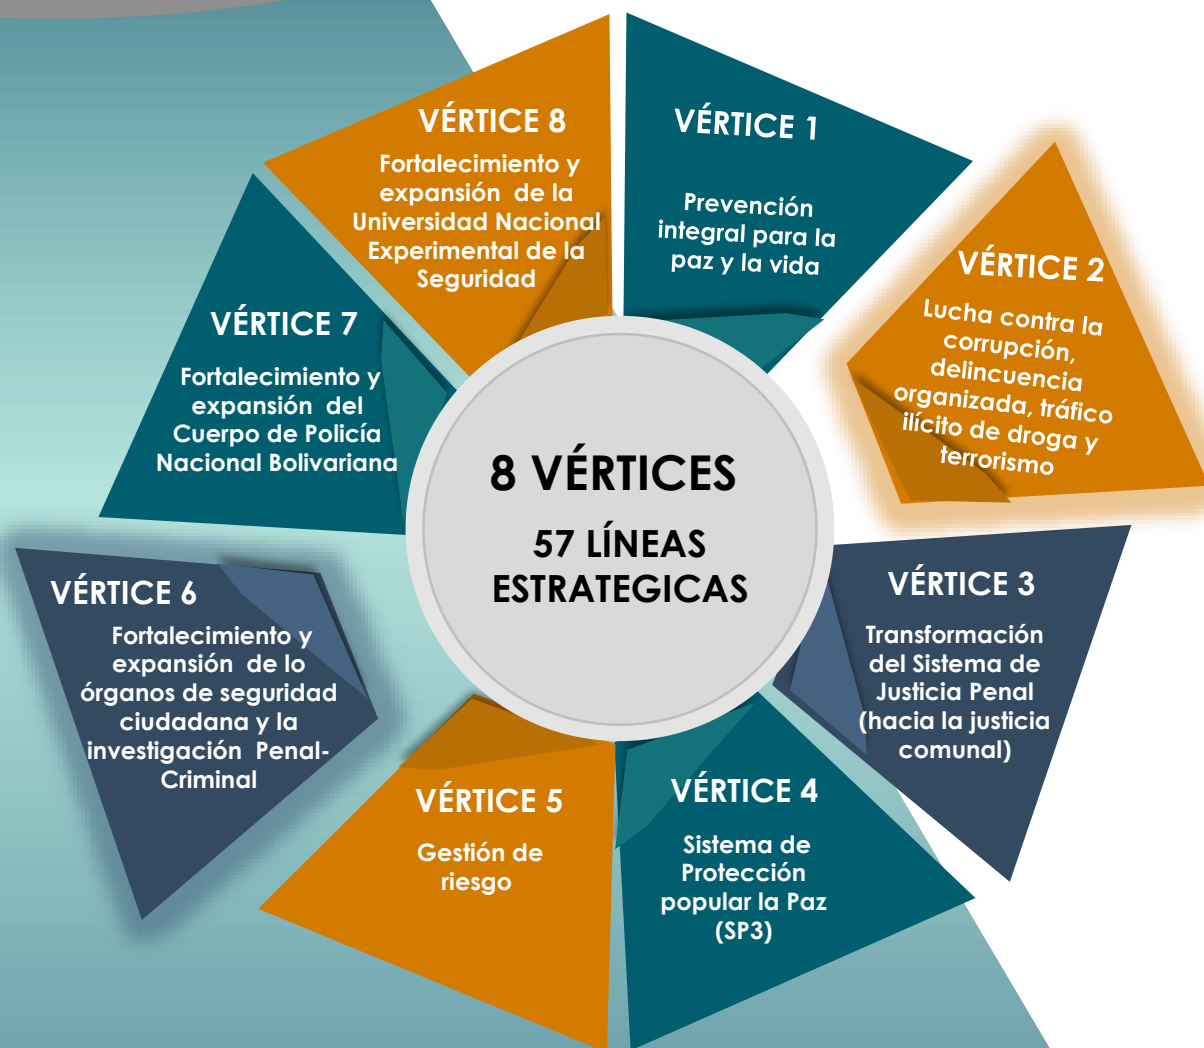 8 VÉRTICES
57 LÍNEAS
ESTRATEGICAS
VÉRTICE 1
Prevención
integral para la
paz y la vida
VÉRTICE 2
Lucha contra la
corrupción,
delincuencia
organizada, tráfico
ilícito de droga y
terrorismo
VÉRTICE 3
Transformación
del Sistema de
Justicia Penal
(hacia la justicia
comunal)
VÉRTICE 4
Sistema de
Protección
popular la Paz
(SP3)
VÉRTICE 5
Gestión de
riesgo
VÉRTICE 6
Fortalecimiento y
expansión de lo
órganos de seguridad
ciudadana y la
investigación Penal-
Criminal
VÉRTICE 7
Fortalecimiento y
expansión del
Cuerpo de Policía
Nacional Bolivariana
VÉRTICE 8
Fortalecimiento y
expansión de la
Universidad Nacional
Experimental de la
Seguridad